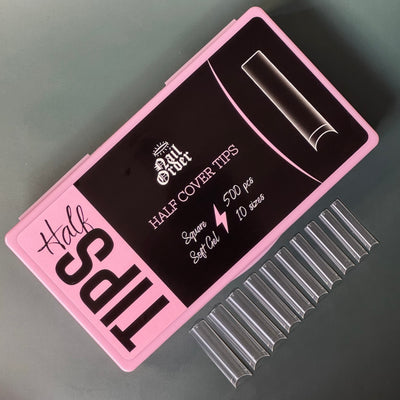 Half
TIPS
Nail
Order
HALF COVER TIPS
Square
Soft Gel
500 pcs
10 sizes